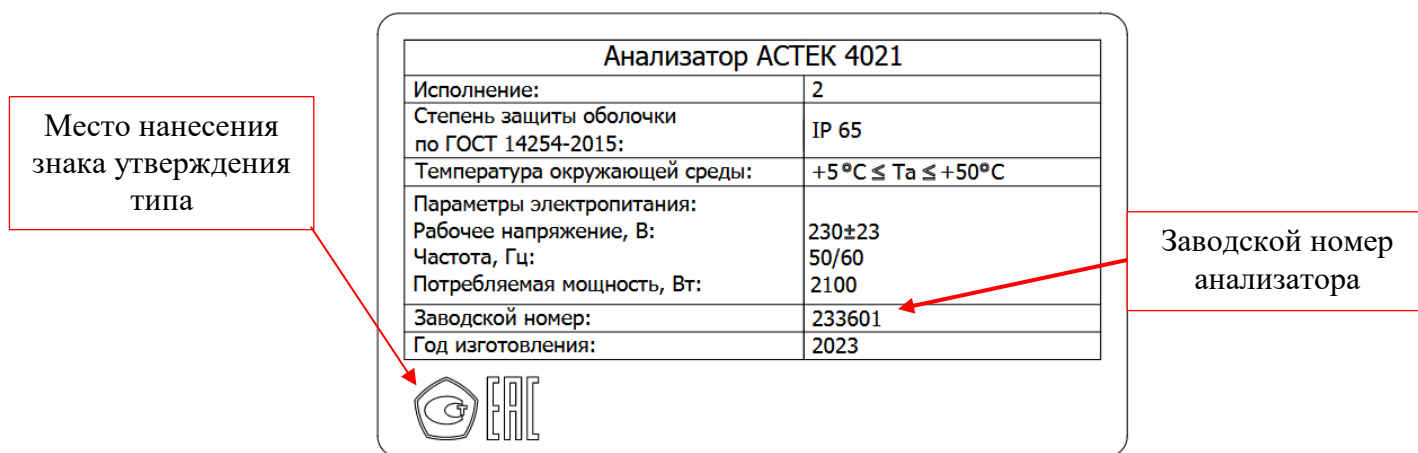 Анализатор АСТЕК 4021
Исполнение: 2
Степень защиты оболочки
по ГОСТ 14254-2015: IP 65
Температура окружающей среды: +5°C ≤ Ta ≤ +50°C
Параметры электропитания:
Рабочее напряжение, В: 230±23
Частота, Гц: 50/60
Потребляемая мощность, Вт: 2100
Заводской номер: 233601
Год изготовления: 2023
EAC
Место нанесения
знака утверждения
типа
Заводской номер
анализатора